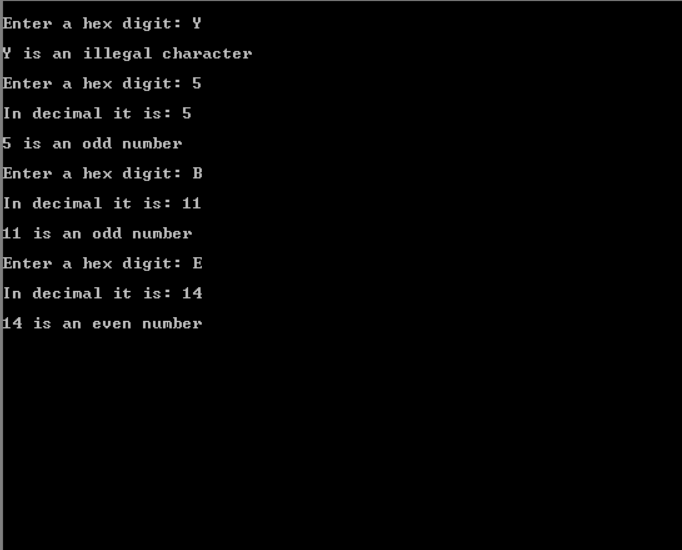 Enter a hex digit: Y
Y is an illegal character
Enter a hex digit: 5
In decimal it is: 5
5 is an odd number
Enter a hex digit: B
In decimal it is: 11
11 is an odd number
Enter a hex digit: E
In decimal it is: 14
14 is an even number